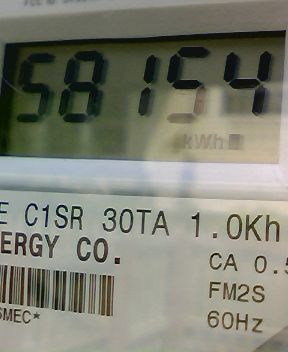 58154
kWh
E C1SR 30TA 1.0Kh
ERGY CO.
CA 0.5
FM2S
60Hz
SMEC*